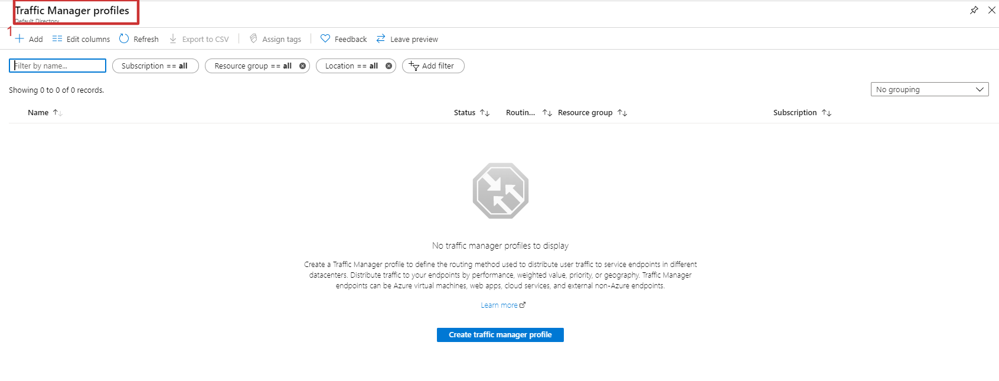 Traffic Manager profiles
Default Directory
1
Add Edit columns Refresh Export to CSV Assign tags Feedback Leave preview
Filter by name... Subscription == all Resource group == all Location == all Add filter
Showing 0 to 0 of 0 records. No grouping
Name Status Routin... Resource group Subscription
No traffic manager profiles to display
Create a Traffic Manager profile to define the routing method used to distribute user traffic to service endpoints in different
datacenters. Distribute traffic to your endpoints by performance, weighted value, priority, or geography. Traffic Manager
endpoints can be Azure virtual machines, web apps, cloud services, and external non-Azure endpoints.
Learn more
Create traffic manager profile